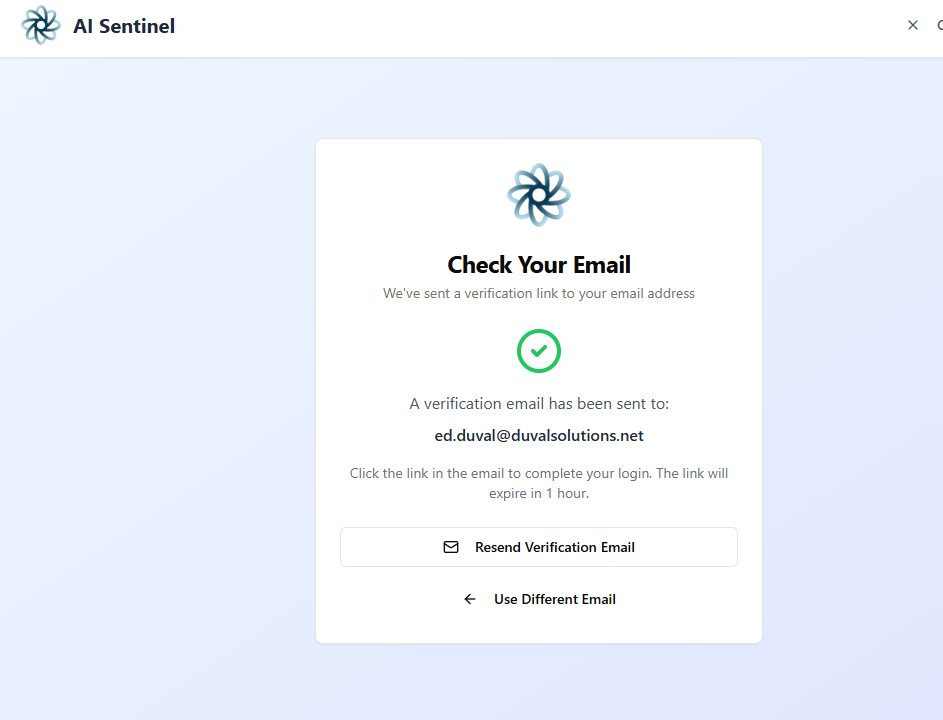 AI Sentinel
Check Your Email
We've sent a verification link to your email address
A verification email has been sent to:
ed.duval@duvalsolutions.net
Click the link in the email to complete your login. The link will
expire in 1 hour.
Resend Verification Email
Use Different Email